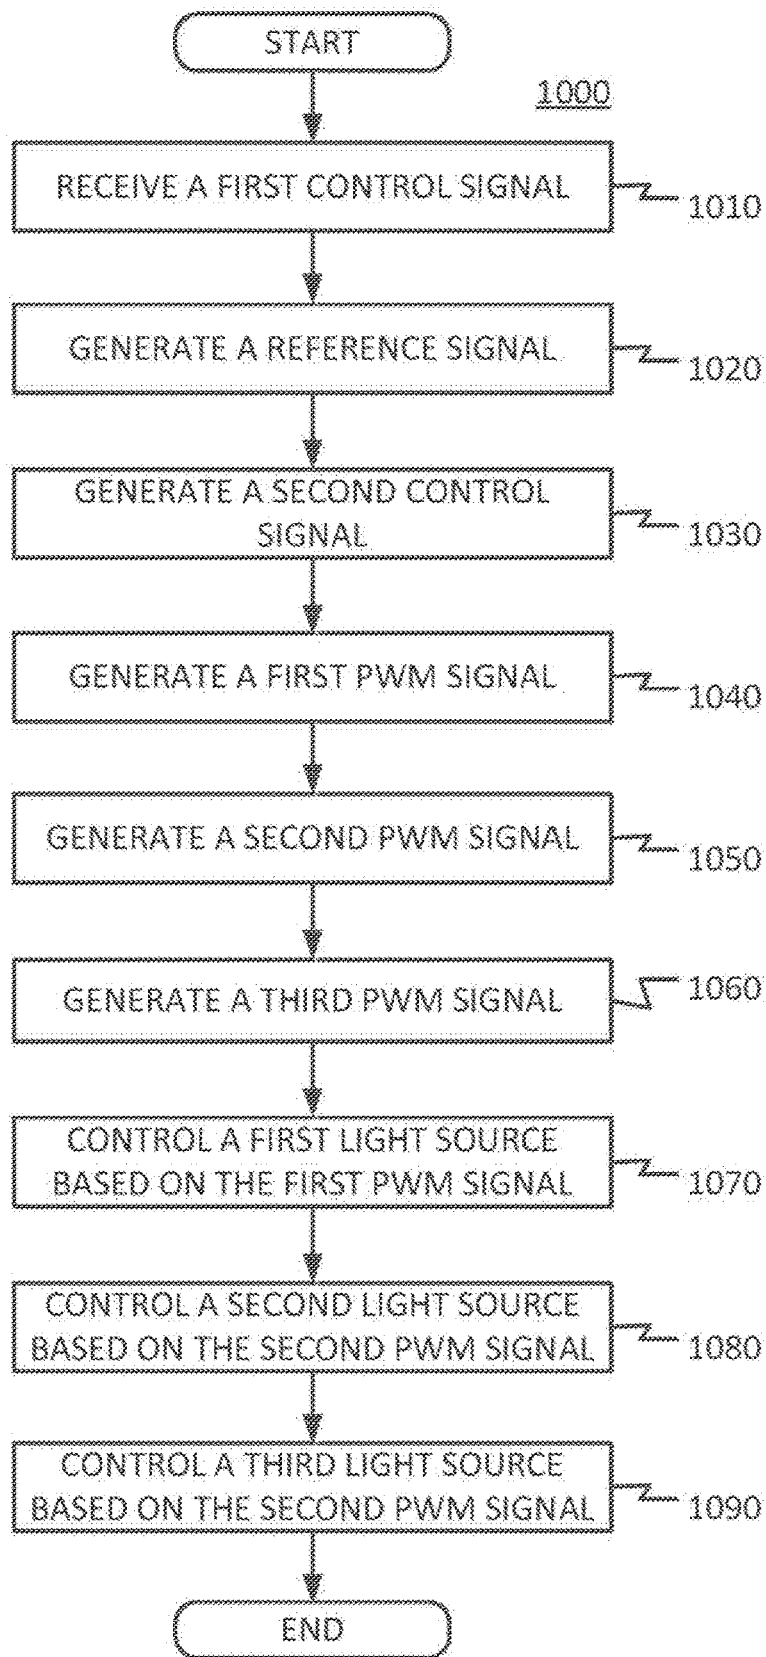 START
1000
RECEIVE A FIRST CONTROL SIGNAL
1010
GENERATE A REFERENCE SIGNAL
1020
GENERATE A SECOND CONTROL
SIGNAL
1030
GENERATE A FIRST PWM SIGNAL
1040
GENERATE A SECOND PWM SIGNAL
1050
GENERATE A THIRD PWM SIGNAL
1060
CONTROL A FIRST LIGHT SOURCE
BASED ON THE FIRST PWM SIGNAL
1070
CONTROL A SECOND LIGHT SOURCE
BASED ON THE SECOND PWM SIGNAL
1080
CONTROL A THIRD LIGHT SOURCE
BASED ON THE SECOND PWM SIGNAL
1090
END